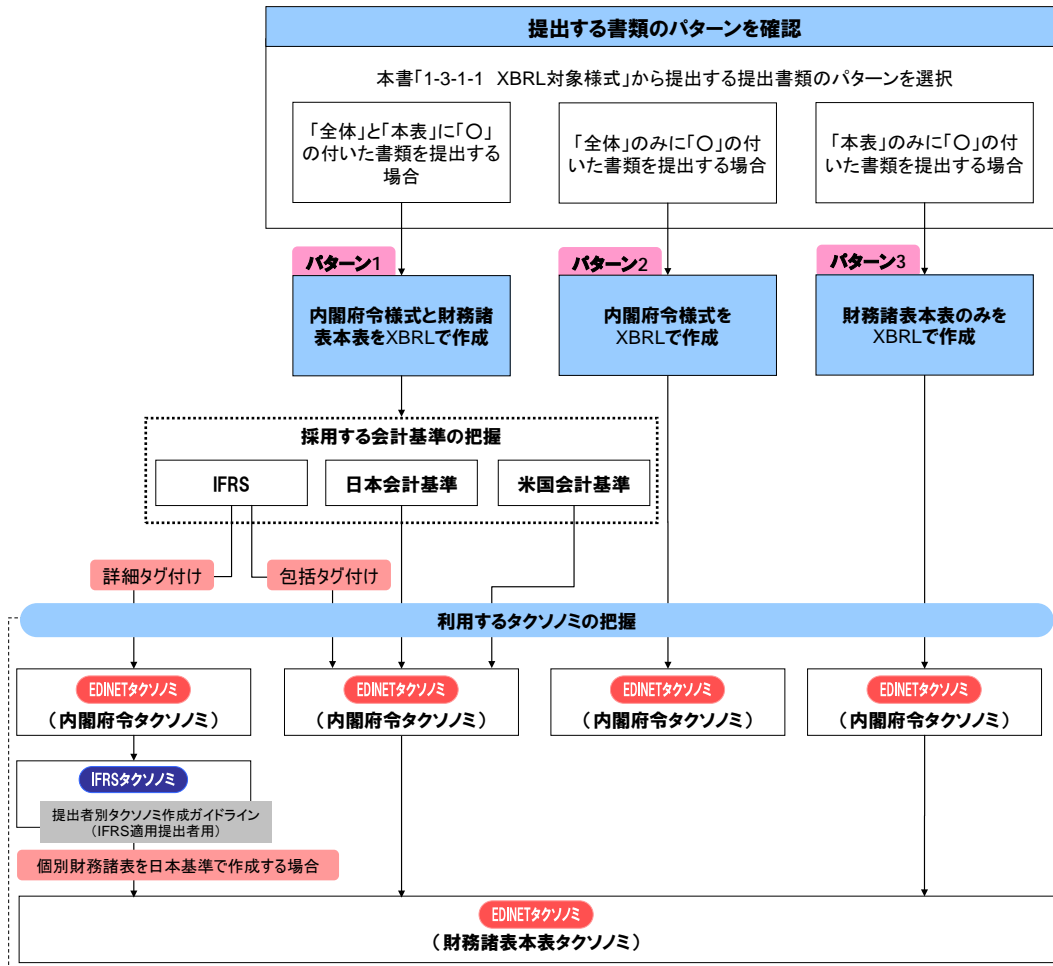 提出する書類のパターンを確認
本書「1-3-1-1 XBRL対象様式」から提出する提出書類のパターンを選択
「全体」と「本表」に「〇」
の付いた書類を提出する
場合
「全体」のみに「〇」の付
いた書類を提出する場合
「本表」のみに「〇」の付
いた書類を提出する場合
パターン1
内閣府令様式と財務諸
表本表をXBRLで作成
パターン2
内閣府令様式を
XBRLで作成
パターン3
財務諸表本表のみを
XBRLで作成
採用する会計基準の把握
IFRS
日本会計基準
米国会計基準
詳細タグ付け
包括タグ付け
利用するタクソノミの把握
EDINETタクソノミ
（内閣府令タクソノミ）
EDINETタクソノミ
（内閣府令タクソノミ）
EDINETタクソノミ
（内閣府令タクソノミ）
EDINETタクソノミ
（内閣府令タクソノミ）
IFRSタクソノミ
提出者別タクソノミ作成ガイドライン
（IFRS適用提出者用）
個別財務諸表を日本基準で作成する場合
EDINETタクソノミ
（財務諸表本表タクソノミ）